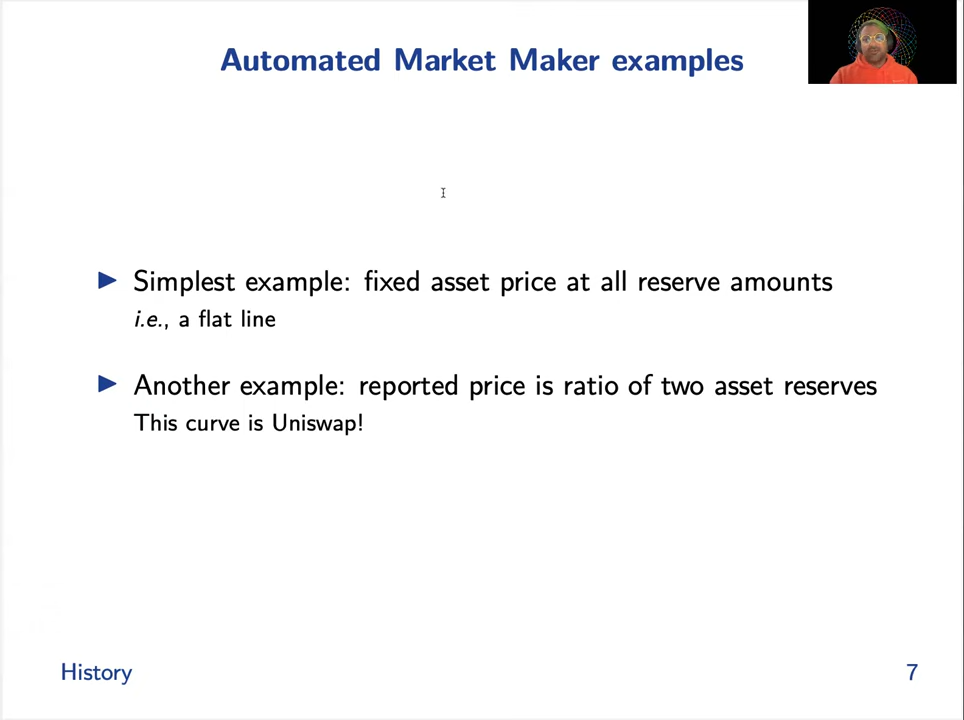 Automated Market Maker examples
Simplest example: fixed asset price at all reserve amounts
i.e., a flat line
Another example: reported price is ratio of two asset reserves
This curve is Uniswap!
History
7